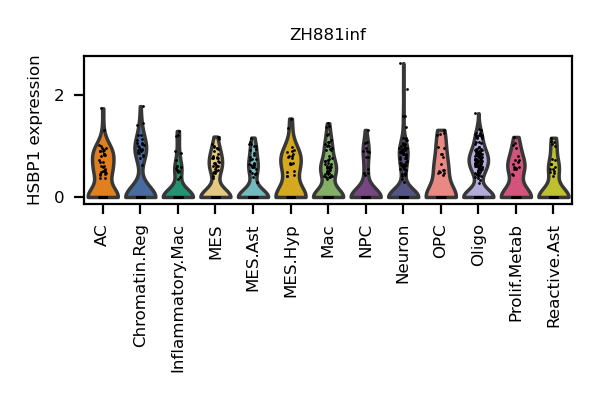 ZH881inf
HSBP1 expression
2
0
AC
Chromatin.Reg
Inflammatory.Mac
MES
MES.Ast
MES.Hyp
Mac
NPC
Neuron
OPC
Oligo
Prolif.Metab
Reactive.Ast